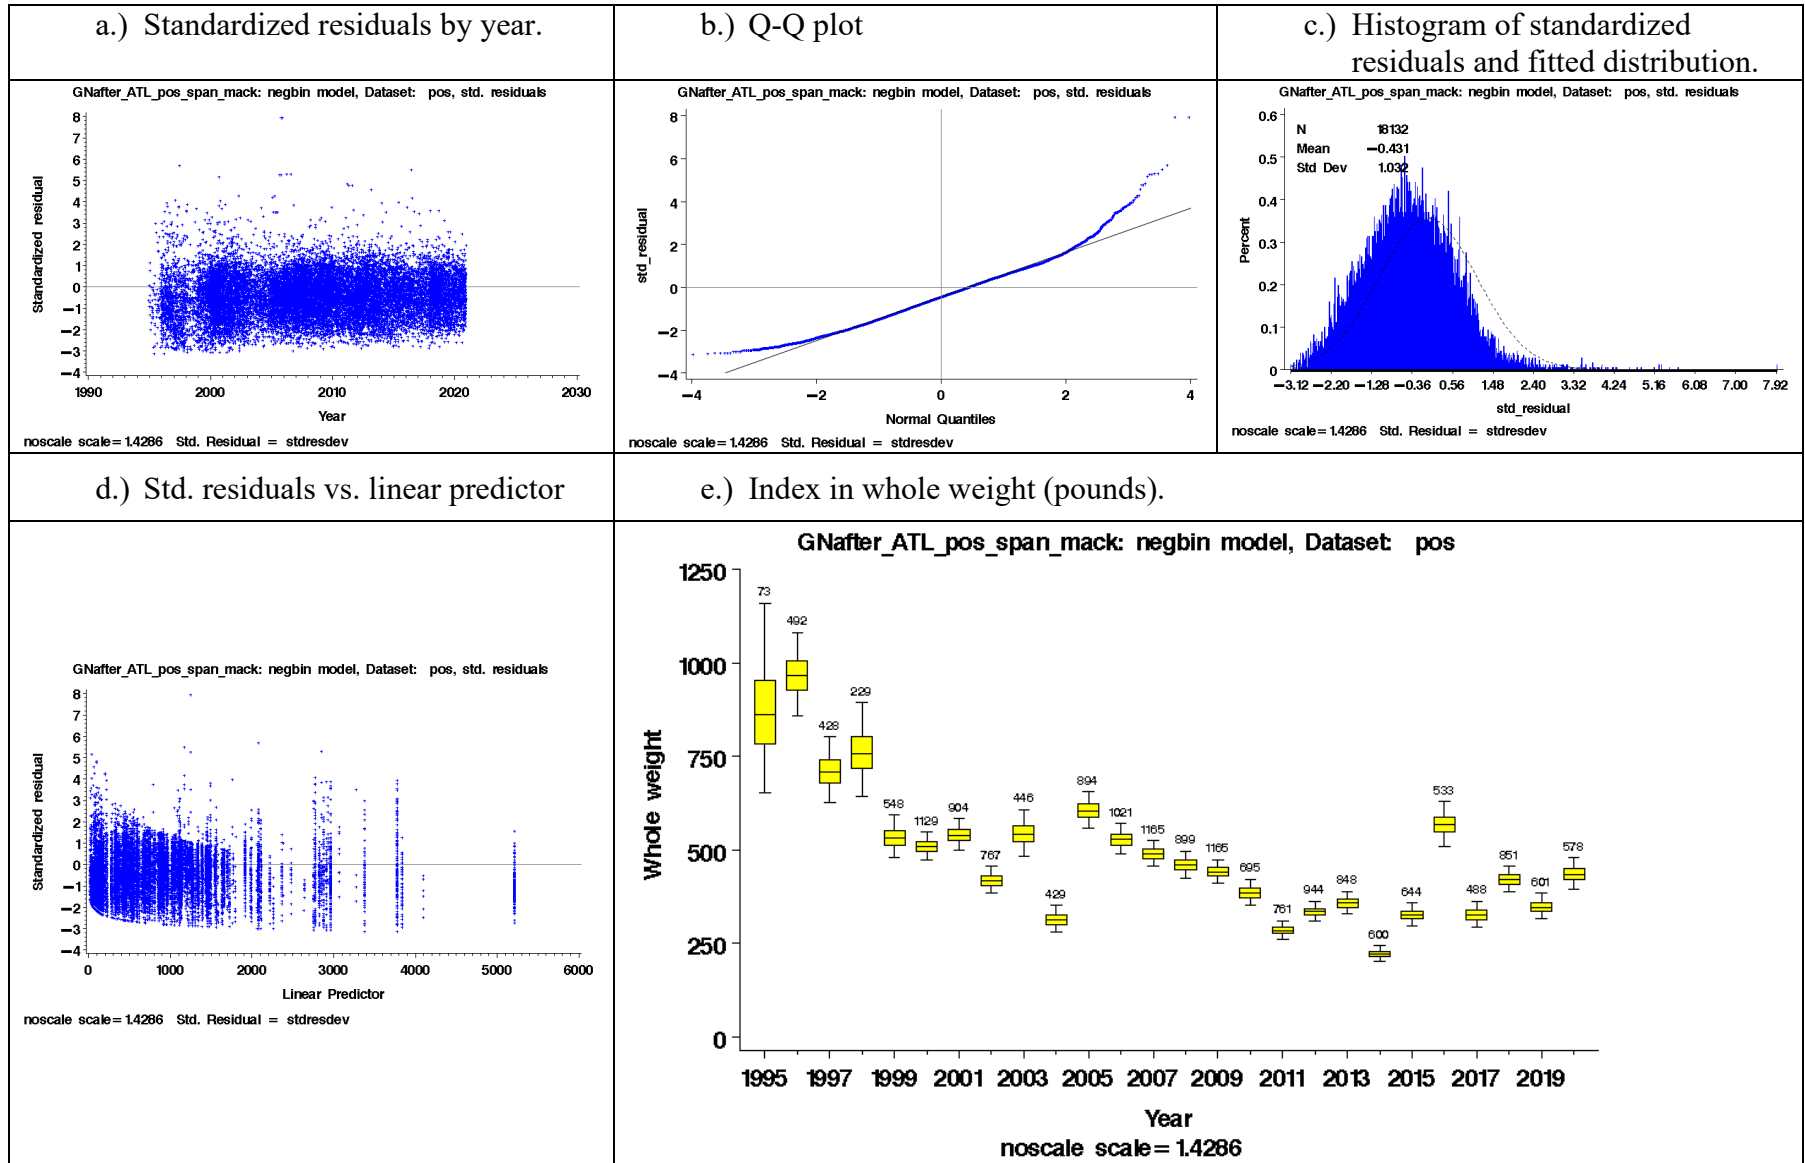 a.) Standardized residuals by year.
b.) Q-Q plot
c.) Histogram of standardized
residuals and fitted distribution.
GNafter_ATL_pos_span_mack: negbin model, Dataset: pos, std. residuals
8
7
6
5
4
3
2
1
0
−1
−2
−3
−4
Standardized residual
1990
2000
2010
2020
2030
Year
noscale scale=1.4286 Std. Residual = stdresdev
GNafter_ATL_pos_span_mack: negbin model, Dataset: pos, std. residuals
8
6
4
2
0
−2
−4
std_residual
−4
−2
0
2
4
Normal Quantiles
noscale scale=1.4286 Std. Residual = stdresdev
GNafter_ATL_pos_span_mack: negbin model, Dataset: pos, std. residuals
N 18132
Mean −0.431
Std Dev 1.032
0.6
0.5
0.4
0.3
0.2
0.1
0
Percent
−3.12 −2.20 −1.28 −0.36 0.56 1.48 2.40 3.32 4.24 5.16 6.08 7.00 7.92
std_residual
noscale scale=1.4286 Std. Residual = stdresdev
d.) Std. residuals vs. linear predictor
e.) Index in whole weight (pounds).
GNafter_ATL_pos_span_mack: negbin model, Dataset: pos, std. residuals
8
7
6
5
4
3
2
1
0
−1
−2
−3
−4
Standardized residual
0
1000
2000
3000
4000
5000
6000
Linear Predictor
noscale scale=1.4286 Std. Residual = stdresdev
GNafter_ATL_pos_span_mack: negbin model, Dataset: pos
1250
1000
750
500
250
0
Whole weight
73
492
428
229
548
1129
904
767
446
429
894
1021
1165
899
1165
695
761
944
848
600
644
533
488
851
601
578
1995 1997 1999 2001 2003 2005 2007 2009 2011 2013 2015 2017 2019
Year
noscale scale=1.4286